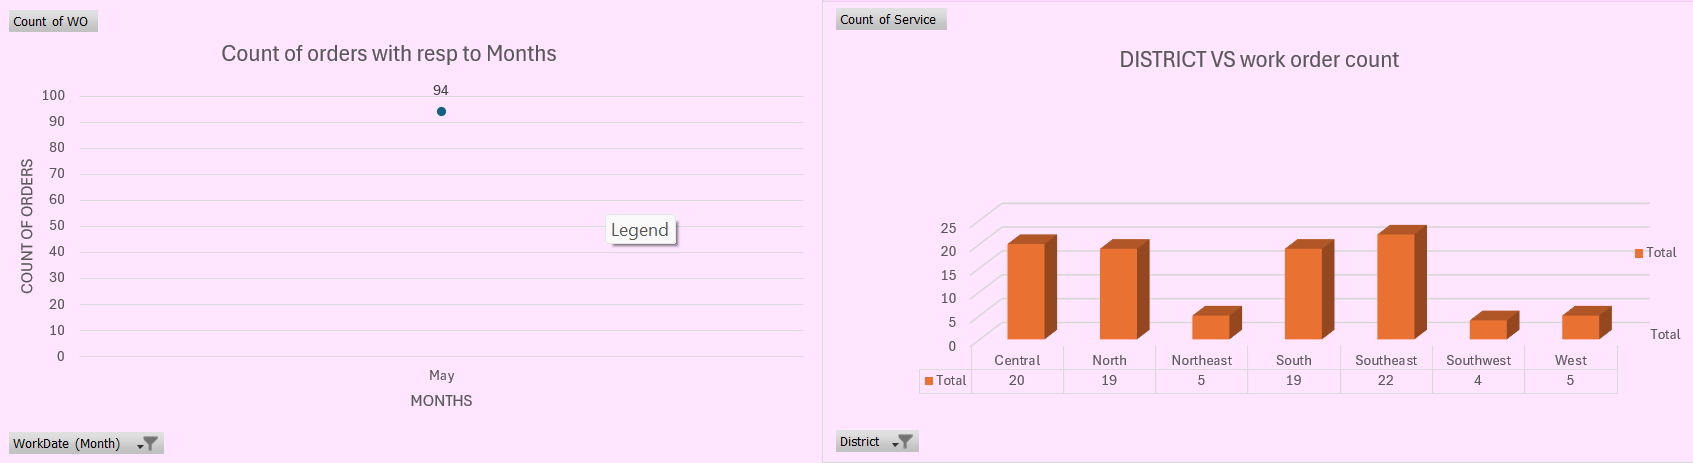 Count of WO
Count of orders with resp to Months
94
100
90
80
70
60
50
40
30
20
10
0
COUNT OF ORDERS
Legend
May
MONTHS
WorkDate (Month)
Count of Service
DISTRICT VS work order count
25
20
15
10
5
0
Total
Total
Central North Northeast South Southeast Southwest West
Total 20 19 5 19 22 4 5
District